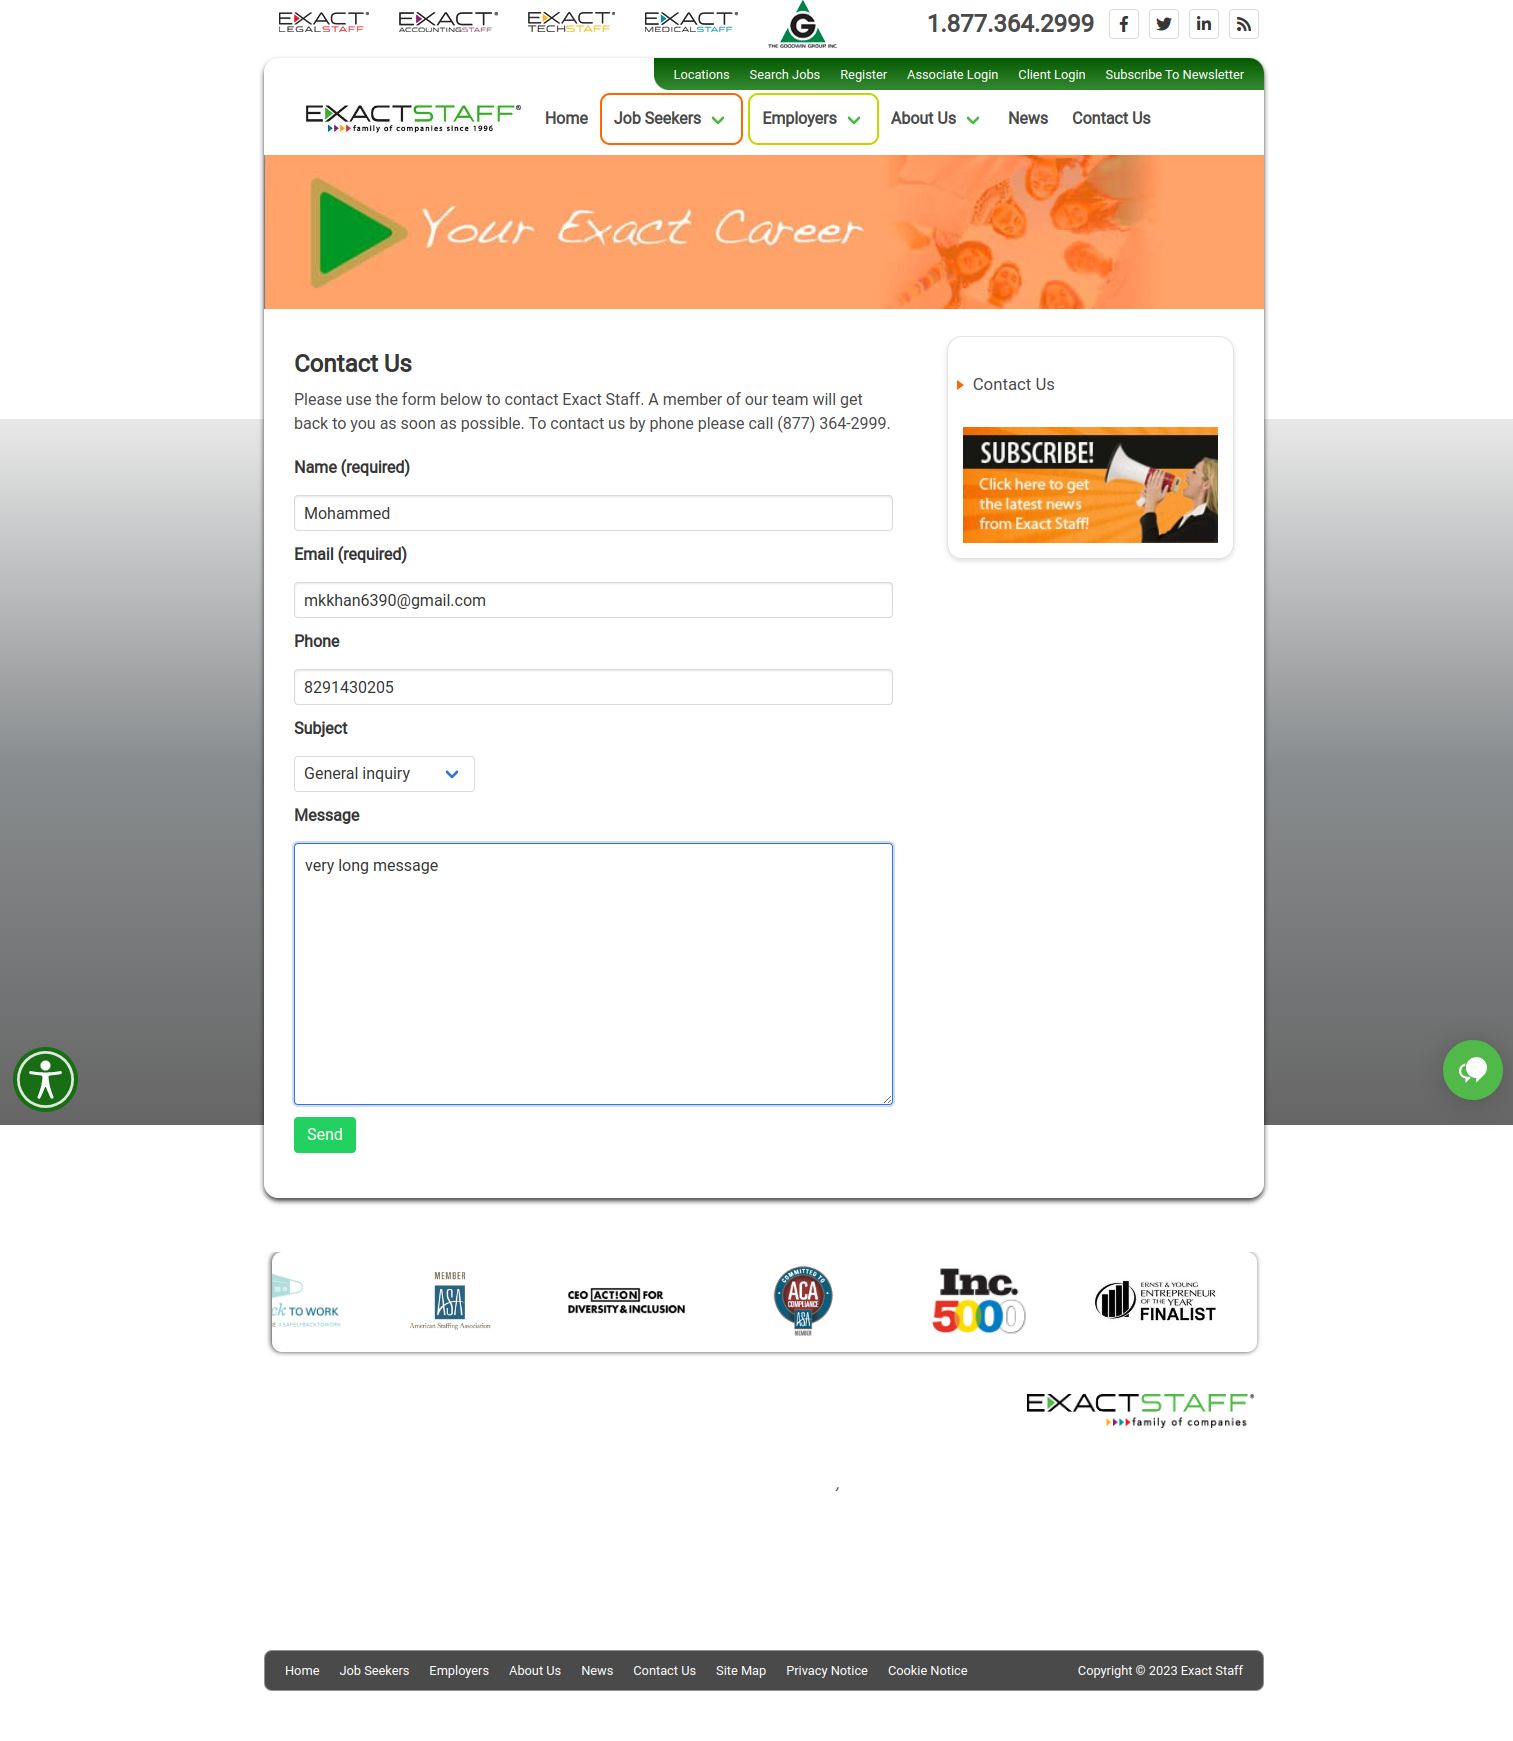 EXACT LEGALSTAFF
EXACT ACCOUNTINGSTAFF
EXACT TECHSTAFF
EXACT MEDICALSTAFF
G
THE GOODWIN GROUP INC
1.877.364.2999
Locations Search Jobs Register Associate Login Client Login Subscribe To Newsletter
EXACTSTAFF®
family of companies since 1996
Home Job Seekers Employers About Us News Contact Us
Your Exact Career
Contact Us
Please use the form below to contact Exact Staff. A member of our team will get
back to you as soon as possible. To contact us by phone please call (877) 364-2999.
Name (required)
Mohammed
Email (required)
mkkhan6390@gmail.com
Phone
8291430205
Subject
General inquiry
Message
very long message
Send
Contact Us
SUBSCRIBE!
Click here to get
the latest news
from Exact Staff!
ck TO WORK
E #SAFELYBACKTOWORK
MEMBER
ASA
American Staffing Association
CEO ACT!ON FOR
DIVERSITY & INCLUSION
COMMITTED TO
ACA
COMPLIANCE
ASA
MEMBER
Inc.
5000
ERNST & YOUNG
ENTREPRENEUR
OF THE YEAR
FINALIST
EXACTSTAFF
family of companies
,
Home Job Seekers Employers About Us News Contact Us Site Map Privacy Notice Cookie Notice Copyright © 2023 Exact Staff